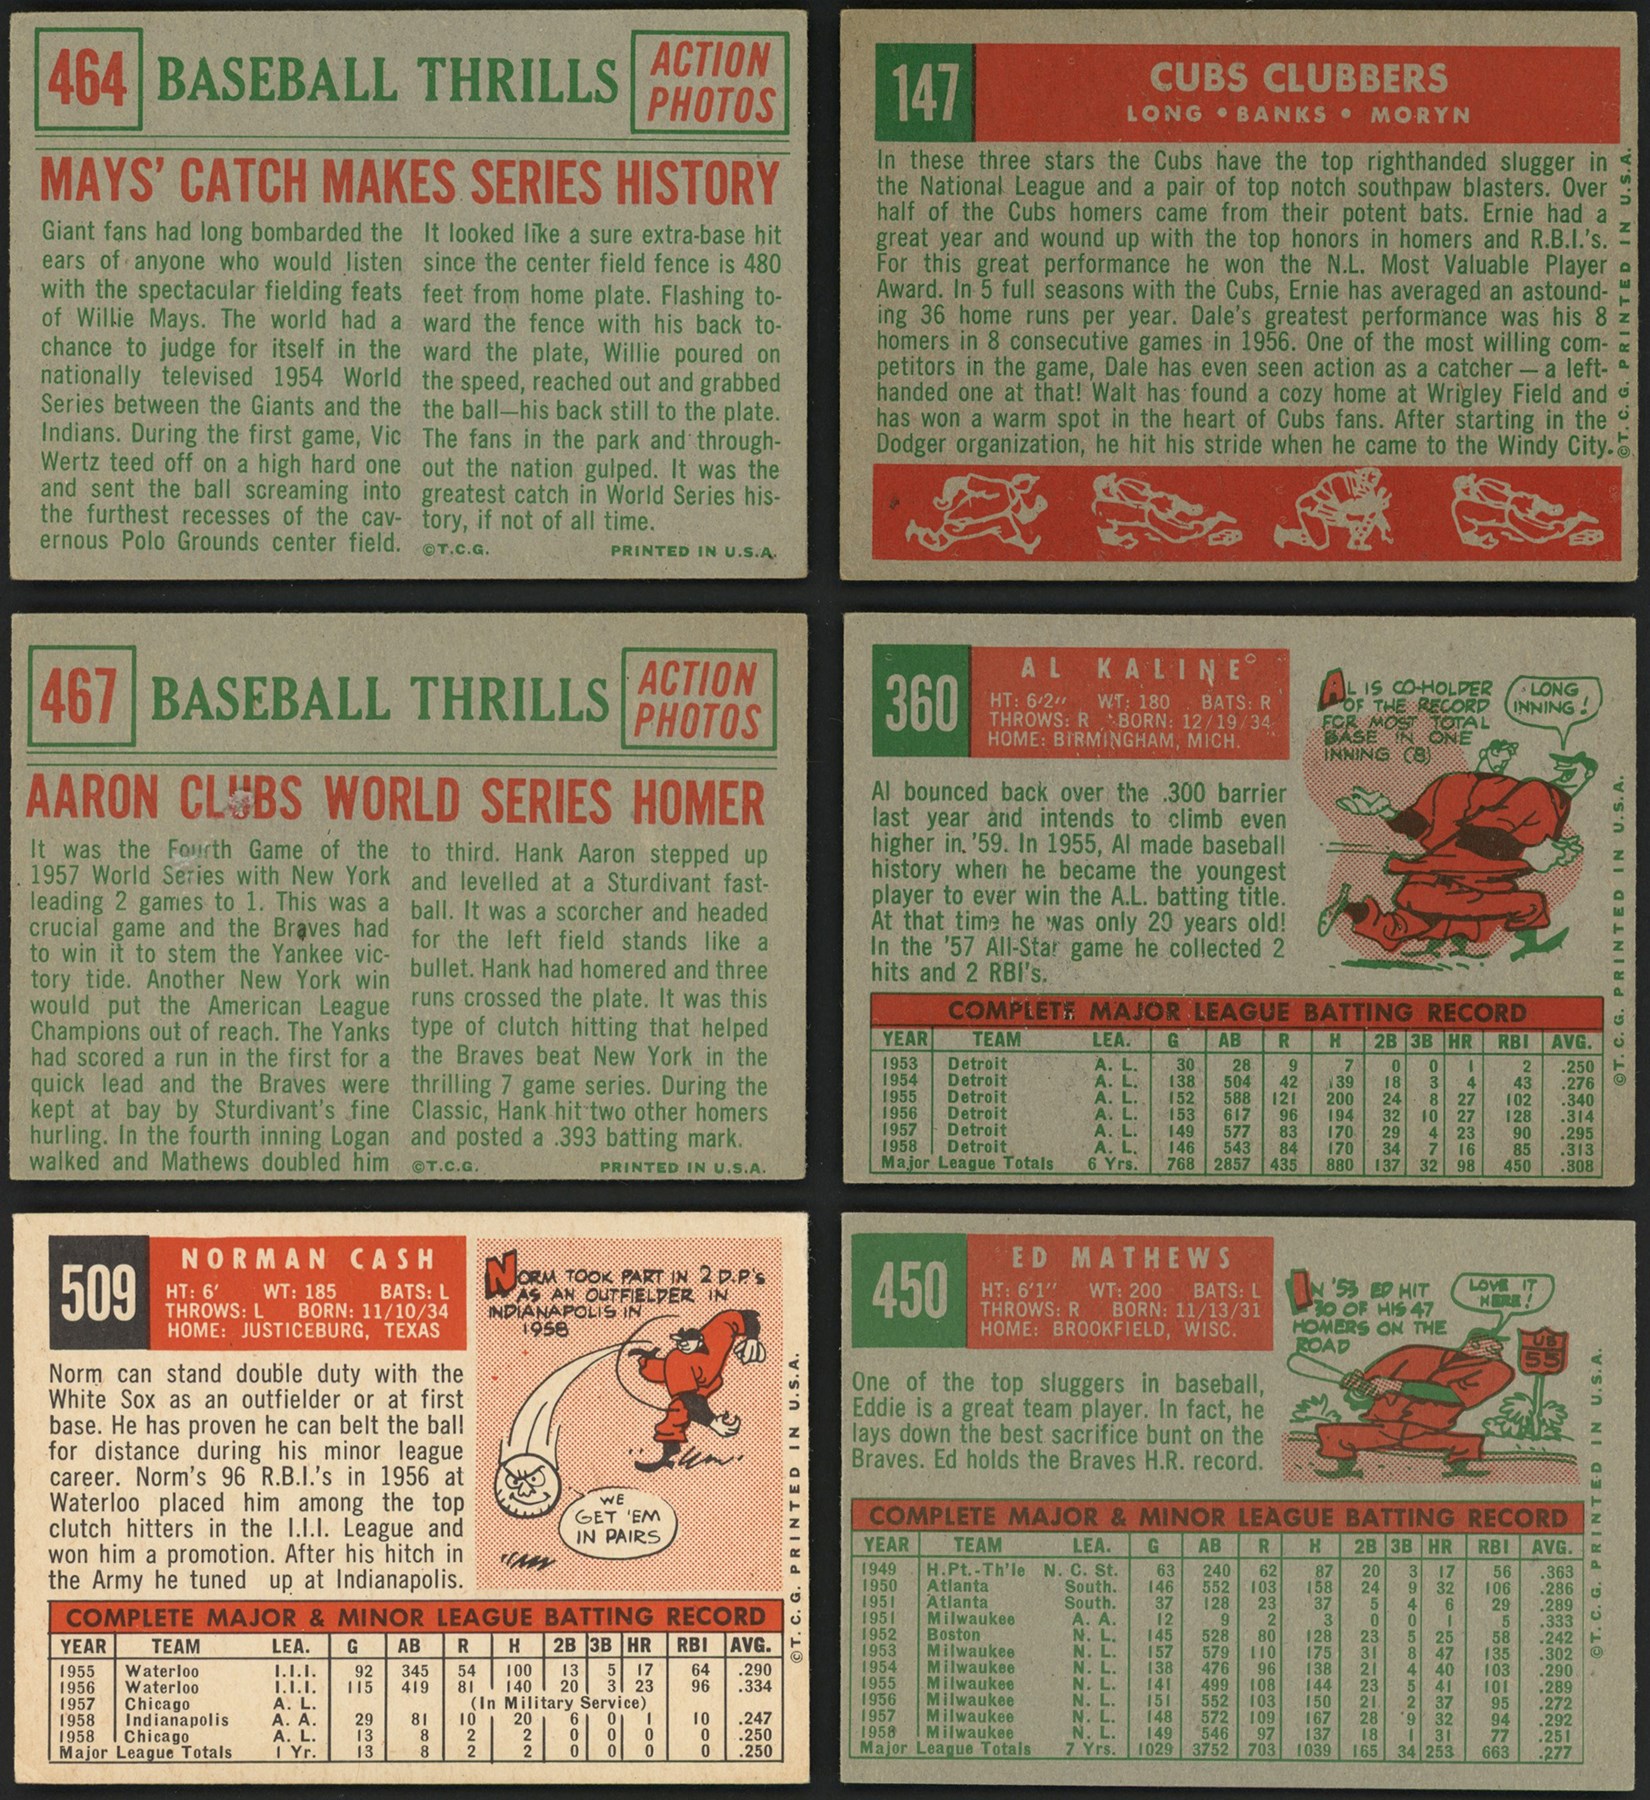 464
BASEBALL THRILLS
ACTION
PHOTOS
MAYS' CATCH MAKES SERIES HISTORY
Giant fans had long bombarded the
ears of anyone who would listen
with the spectacular fielding feats
of Willie Mays. The world had a
chance to judge for itself in the
nationally televised 1954 World
Series between the Giants and the
Indians. During the first game, Vic
Wertz teed off on a high hard one
and sent the ball screaming into
the furthest recesses of the cav-
ernous Polo Grounds center field.
It looked like a sure extra-base hit
since the center field fence is 480
feet from home plate. Flashing to-
ward the fence with his back to-
ward the plate, Willie poured on
the speed, reached out and grabbed
the ball—his back still to the plate.
The fans in the park and through-
out the nation gulped. It was the
greatest catch in World Series his-
tory, if not of all time.
©T.C.G. PRINTED IN U.S.A.
147
CUBS CLUBBERS
LONG • BANKS • MORYN
In these three stars the Cubs have the top righthanded slugger in
the National League and a pair of top notch southpaw blasters. Over
half of the Cubs homers came from their potent bats. Ernie had a
great year and wound up with the top honors in homers and R.B.I.'s.
For this great performance he won the N.L. Most Valuable Player
Award. In 5 full seasons with the Cubs, Ernie has averaged an astound-
ing 36 home runs per year. Dale's greatest performance was his 8
homers in 8 consecutive games in 1956. One of the most willing com-
petitors in the game, Dale has even seen action as a catcher — a left-
handed one at that! Walt has found a cozy home at Wrigley Field and
has won a warm spot in the heart of Cubs fans. After starting in the
Dodger organization, he hit his stride when he came to the Windy City.
©T.C.G. PRINTED IN U.S.A.
467
BASEBALL THRILLS
ACTION
PHOTOS
AARON CLUBS WORLD SERIES HOMER
It was the Fourth Game of the
1957 World Series with New York
leading 2 games to 1. This was a
crucial game and the Braves had
to win it to stem the Yankee vic-
tory tide. Another New York win
would put the American League
Champions out of reach. The Yanks
had scored a run in the first for a
quick lead and the Braves were
kept at bay by Sturdivant's fine
hurling. In the fourth inning Logan
walked and Mathews doubled him
to third. Hank Aaron stepped up
and levelled at a Sturdivant fast-
ball. It was a scorcher and headed
for the left field stands like a
bullet. Hank had homered and three
runs crossed the plate. It was this
type of clutch hitting that helped
the Braves beat New York in the
thrilling 7 game series. During the
Classic, Hank hit two other homers
and posted a .393 batting mark.
©T.C.G. PRINTED IN U.S.A.
360
AL KALINE
HT: 6'2" WT: 180 BATS: R
THROWS: R BORN: 12/19/34
HOME: BIRMINGHAM, MICH.
AL IS CO-HOLDER
OF THE RECORD
FOR MOST TOTAL
BASE IN ONE
INNING (8)
LONG
INNING!
Al bounced back over the .300 barrier
last year and intends to climb even
higher in '59. In 1955, Al made baseball
history when he became the youngest
player to ever win the A.L. batting title.
At that time he was only 20 years old!
In the '57 All-Star game he collected 2
hits and 2 RBI's.
COMPLETE MAJOR LEAGUE BATTING RECORD
YEAR TEAM LEA. G AB R H 2B 3B HR RBI AVG.
1953 Detroit A. L. 30 28 9 7 0 0 1 2 .250
1954 Detroit A. L. 138 504 42 139 18 3 4 43 .276
1955 Detroit A. L. 152 588 121 200 24 8 27 102 .340
1956 Detroit A. L. 153 617 96 194 32 10 27 128 .314
1957 Detroit A. L. 149 577 83 170 29 4 23 90 .295
1958 Detroit A. L. 146 543 84 170 34 7 16 85 .313
Major League Totals 6 Yrs. 768 2857 435 880 137 32 98 450 .308
©T.C.G. PRINTED IN U.S.A.
509
NORMAN CASH
HT: 6' WT: 185 BATS: L
THROWS: L BORN: 11/10/34
HOME: JUSTICEBURG, TEXAS
NORM TOOK PART IN 2 D.P.'s
AS AN OUTFIELDER IN
INDIANAPOLIS IN
1958
WE
GET 'EM
IN PAIRS
Norm can stand double duty with the
White Sox as an outfielder or at first
base. He has proven he can belt the ball
for distance during his minor league
career. Norm's 96 R.B.I.'s in 1956 at
Waterloo placed him among the top
clutch hitters in the I.I.I. League and
won him a promotion. After his hitch in
the Army he tuned up at Indianapolis.
COMPLETE MAJOR & MINOR LEAGUE BATTING RECORD
YEAR TEAM LEA. G AB R H 2B 3B HR RBI AVG.
1955 Waterloo I.I.I. 92 345 54 100 13 5 17 64 .290
1956 Waterloo I.I.I. 115 419 81 140 20 3 23 96 .334
1957 Chicago A. L. (In Military Service)
1958 Indianapolis A. A. 29 81 10 20 6 0 1 10 .247
1958 Chicago A. L. 13 8 2 2 0 0 0 0 .250
Major League Totals 1 Yr. 13 8 2 2 0 0 0 0 .250
©T.C.G. PRINTED IN U.S.A.
450
ED MATHEWS
HT: 6'1" WT: 200 BATS: L
THROWS: R BORN: 11/13/31
HOME: BROOKFIELD, WISC.
IN '53 ED HIT
30 OF HIS 47
HOMERS ON THE
ROAD
LOVE IT
HERE!
US
55
One of the top sluggers in baseball,
Eddie is a great team player. In fact, he
lays down the best sacrifice bunt on the
Braves. Ed holds the Braves H.R. record.
COMPLETE MAJOR & MINOR LEAGUE BATTING RECORD
YEAR TEAM LEA. G AB R H 2B 3B HR RBI AVG.
1949 H.Pt.-Th'le N. C. St. 63 240 62 87 20 3 17 56 .363
1950 Atlanta South. 146 552 103 158 24 9 32 106 .286
1951 Atlanta South. 37 128 23 37 5 4 6 29 .289
1951 Milwaukee A. A. 12 9 2 3 0 0 1 5 .333
1952 Boston N. L. 145 528 80 128 23 5 25 58 .242
1953 Milwaukee N. L. 157 579 110 175 31 8 47 135 .302
1954 Milwaukee N. L. 138 476 96 138 21 4 40 103 .290
1955 Milwaukee N. L. 141 499 108 144 23 5 41 101 .289
1956 Milwaukee N. L. 151 552 103 150 21 2 37 95 .272
1957 Milwaukee N. L. 148 572 109 167 28 9 32 94 .292
1958 Milwaukee N. L. 149 546 97 137 18 1 31 77 .251
Major League Totals 7 Yrs. 1029 3752 703 1039 165 34 253 663 .277
©T.C.G. PRINTED IN U.S.A.